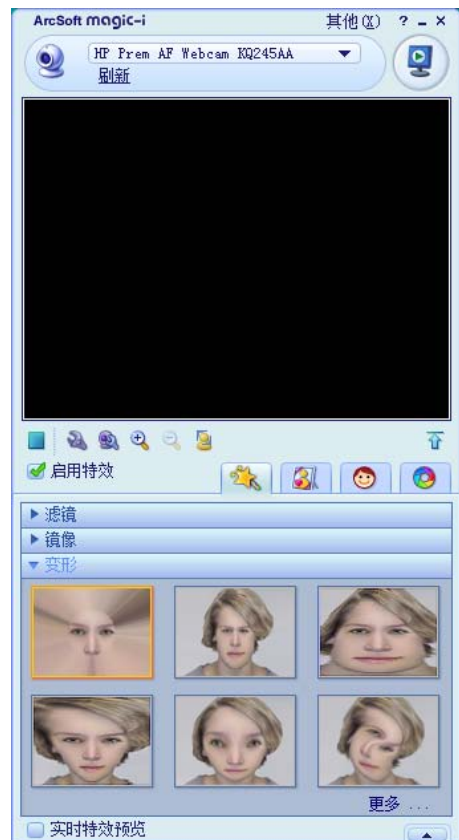 ArcSoft magic-i 其他(X) ? - ×
HP Prem AF Webcam KQ245AA
刷新
启用特效
滤镜
镜像
变形
更多 ...
实时特效预览